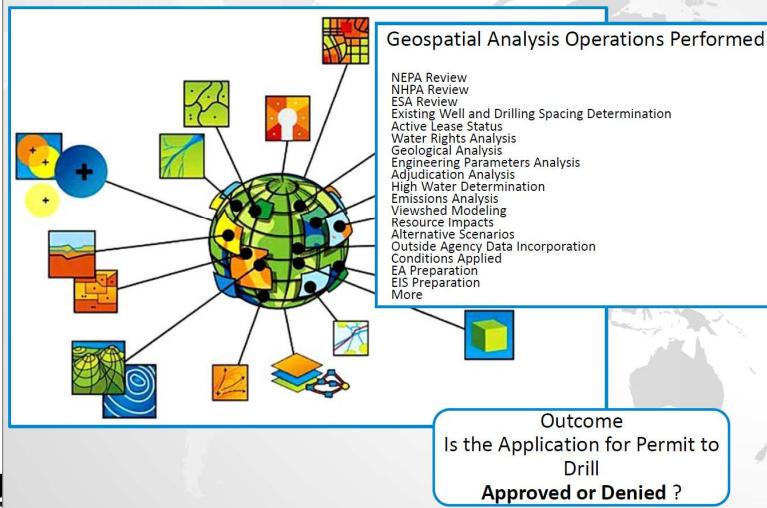 Geospatial Analysis Operations Performed
NEPA Review
NHPA Review
ESA Review
Existing Well and Drilling Spacing Determination
Active Lease Status
Water Rights Analysis
Geological Analysis
Engineering Parameters Analysis
Adjudication Analysis
High Water Determination
Emissions Analysis
Viewshed Modeling
Resource Impacts
Alternative Scenarios
Outside Agency Data Incorporation
Conditions Applied
EA Preparation
EIS Preparation
More
Outcome
Is the Application for Permit to
Drill
Approved or Denied ?